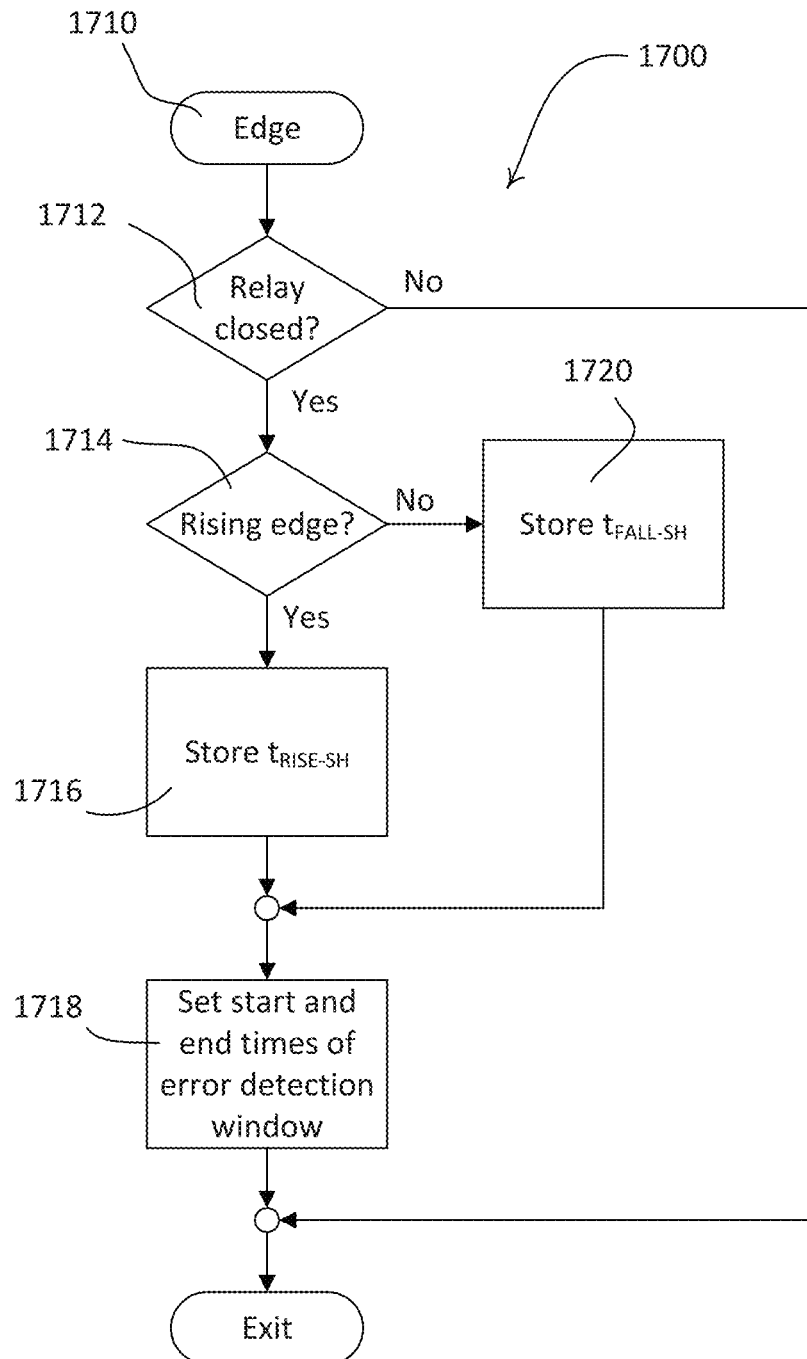 1710
1700
Edge
1712
Relay
closed?
No
Yes
1720
1714
Rising edge?
No
Store tFALL-SH
Yes
Store tRISE-SH
1716
1718
Set start and
end times of
error detection
window
Exit